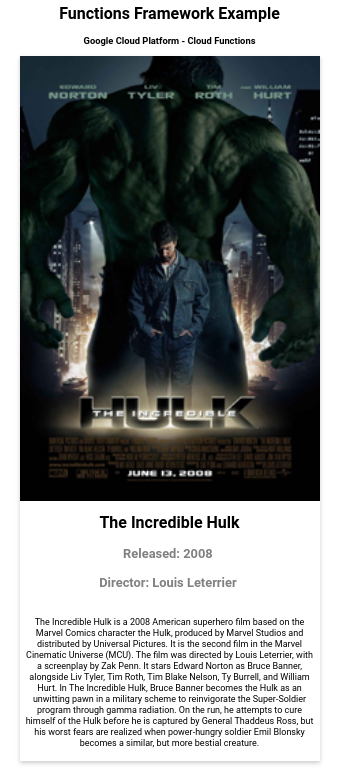 Functions Framework Example
Google Cloud Platform - Cloud Functions
EDWARD NORTON LIV TYLER TIM ROTH AND WILLIAM HURT
THE INCREDIBLE
HULK
JUNE 13, 2008
The Incredible Hulk
Released: 2008
Director: Louis Leterrier
The Incredible Hulk is a 2008 American superhero film based on the
Marvel Comics character the Hulk, produced by Marvel Studios and
distributed by Universal Pictures. It is the second film in the Marvel
Cinematic Universe (MCU). The film was directed by Louis Leterrier, with
a screenplay by Zak Penn. It stars Edward Norton as Bruce Banner,
alongside Liv Tyler, Tim Roth, Tim Blake Nelson, Ty Burrell, and William
Hurt. In The Incredible Hulk, Bruce Banner becomes the Hulk as an
unwitting pawn in a military scheme to reinvigorate the Super-Soldier
program through gamma radiation. On the run, he attempts to cure
himself of the Hulk before he is captured by General Thaddeus Ross, but
his worst fears are realized when power-hungry soldier Emil Blonsky
becomes a similar, but more bestial creature.